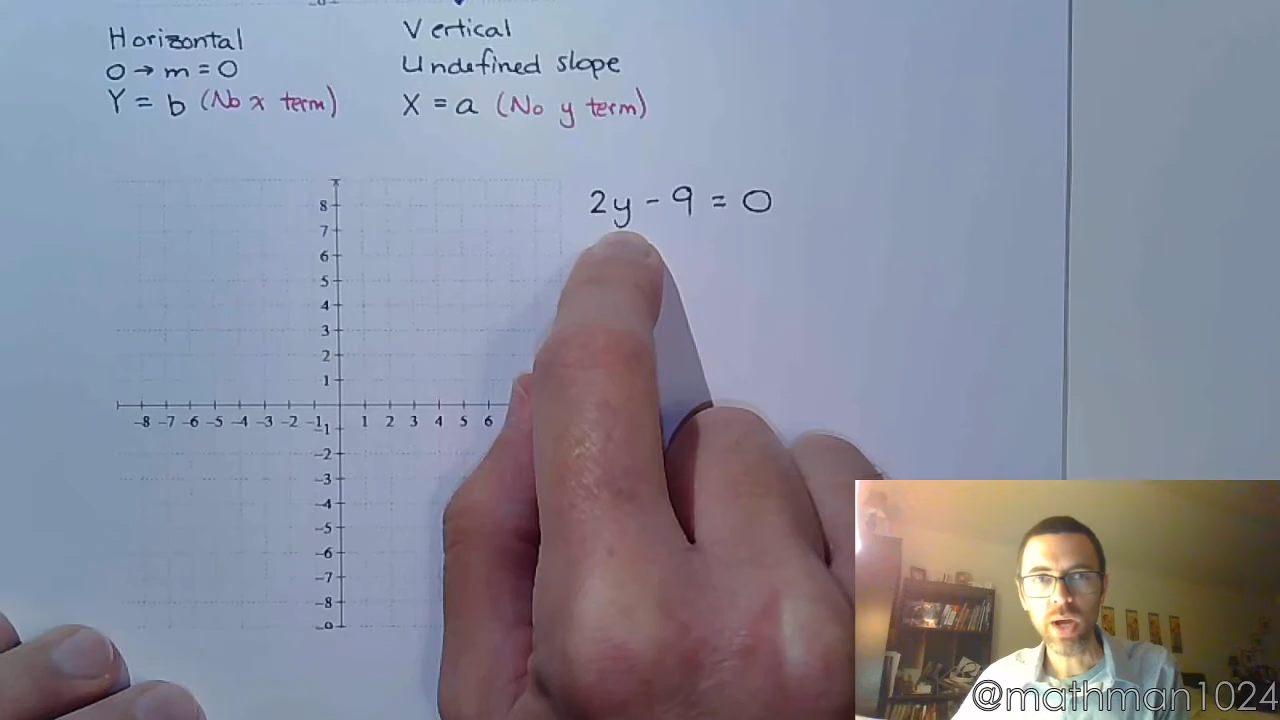 Horizontal
0 → m = 0
Y = b (No x term)
Vertical
Undefined slope
X = a (No y term)
2y - 9 = 0
8
7
6
5
4
3
2
1
-8 -7 -6 -5 -4 -3 -2 -1 1 2 3 4 5 6
-1
-2
-3
-4
-5
-6
-7
-8
-9
@mathman1024